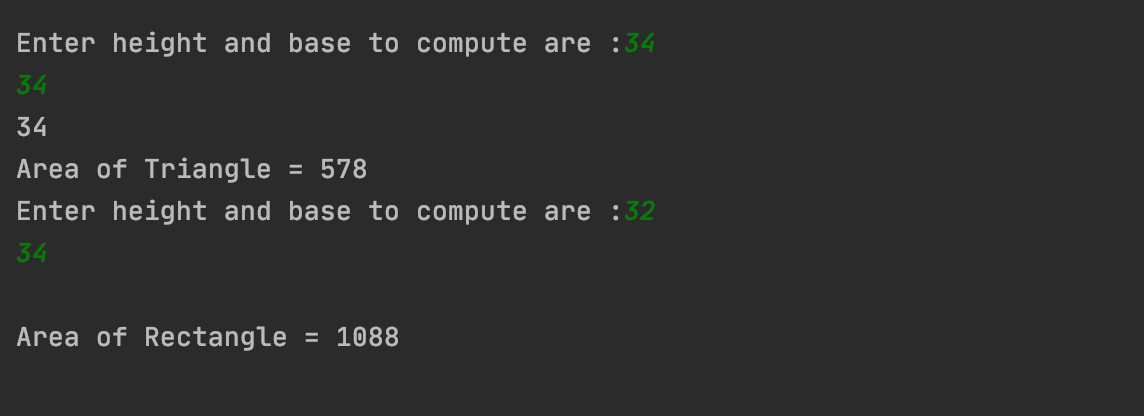 Enter height and base to compute are :34
34
34
Area of Triangle = 578
Enter height and base to compute are :32
34
Area of Rectangle = 1088